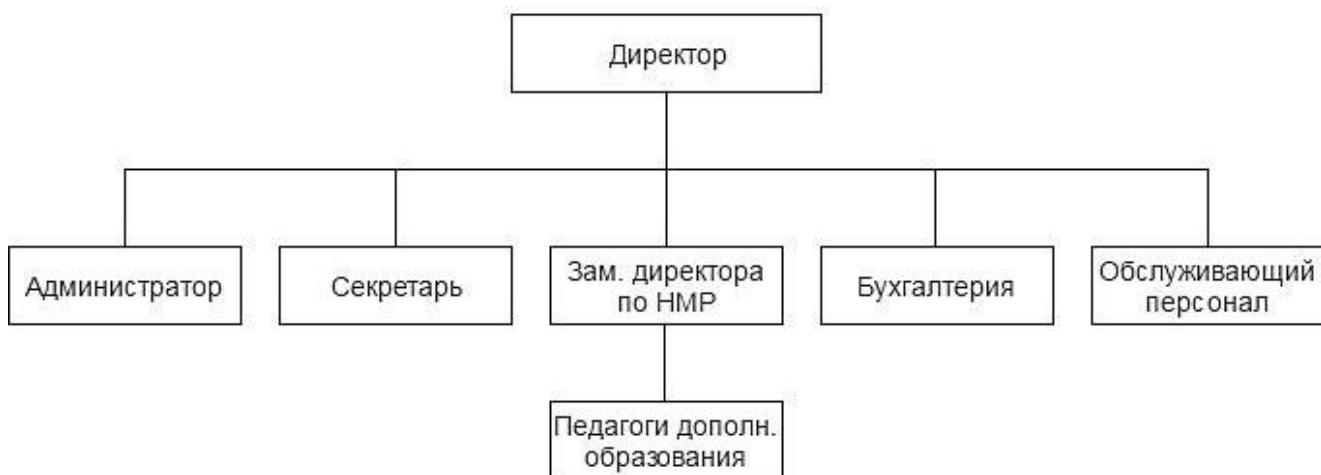 Директор
Администратор
Секретарь
Зам. директора
по НМР
Бухгалтерия
Обслуживающий
персонал
Педагоги дополн.
образования